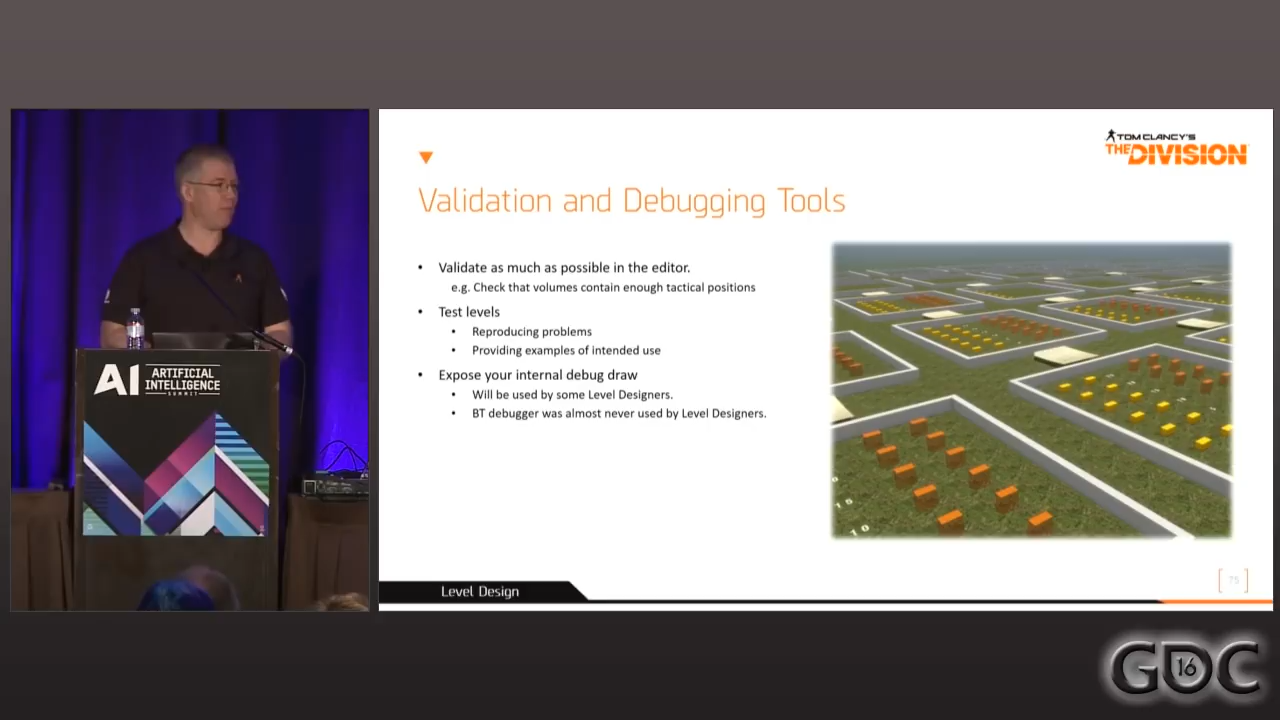 TOM CLANCY'S
THE DIVISION
Validation and Debugging Tools
• Validate as much as possible in the editor.
e.g. Check that volumes contain enough tactical positions
• Test levels
• Reproducing problems
• Providing examples of intended use
• Expose your internal debug draw
• Will be used by some Level Designers.
• BT debugger was almost never used by Level Designers.
Level Design
75
AI ARTIFICIAL
INTELLIGENCE
SUMMIT
GDC
16